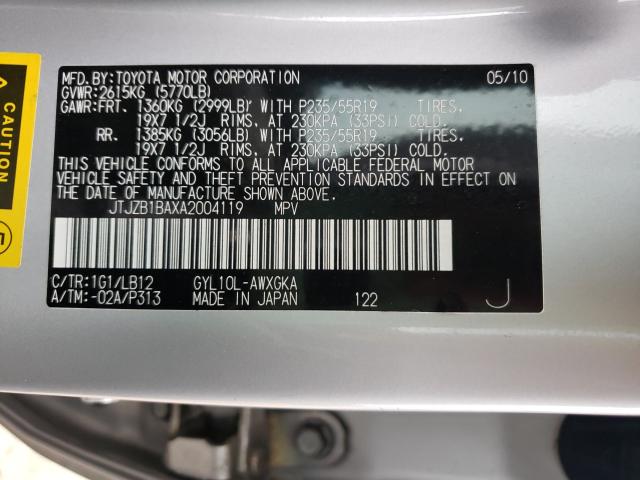 MFD.BY:TOYOTA MOTOR CORPORATION 05/10
GVWR:2615KG (5770LB)
GAWR:FRT. 1360KG (2999LB) WITH P235/55R19 TIRES.
19X7 1/2J RIMS. AT 230KPA (33PSI) COLD.
RR. 1385KG (3056LB) WITH P235/55R19 TIRES.
19X7 1/2J RIMS. AT 230KPA (33PSI) COLD.
THIS VEHICLE CONFORMS TO ALL APPLICABLE FEDERAL MOTOR
VEHICLE SAFETY AND THEFT PREVENTION STANDARDS IN EFFECT ON
THE DATE OF MANUFACTURE SHOWN ABOVE.
JTJZB1BAXA2004119 MPV
C/TR:1G1/LB12 GYL10L-AWXGKA
A/TM:-02A/P313 MADE IN JAPAN 122 J
CAUTION